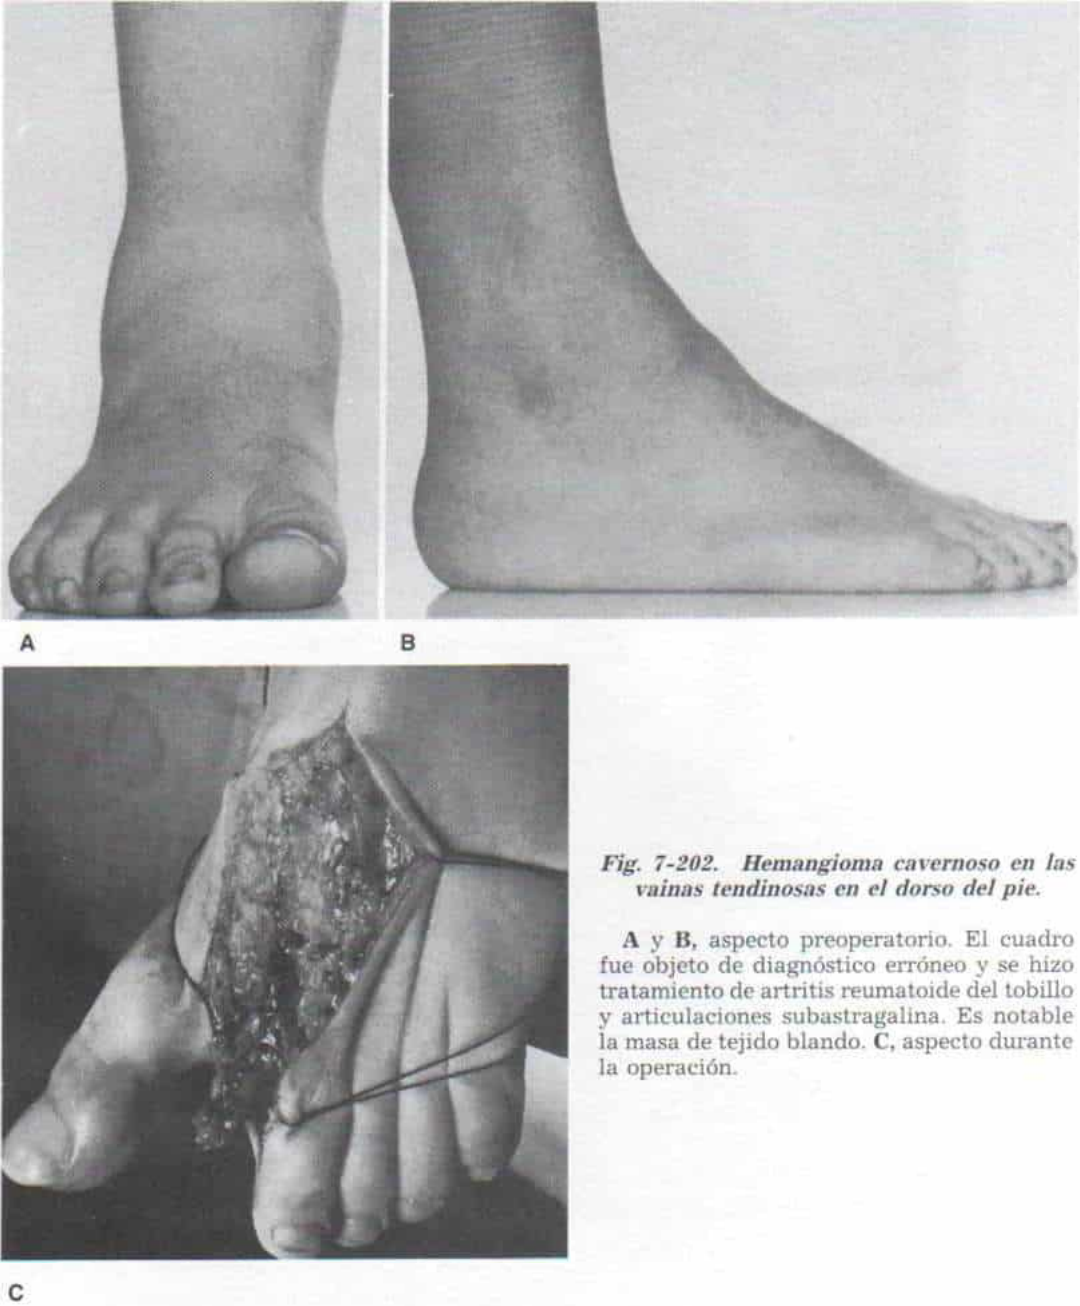 A
B
Fig. 7-202. Hemangioma cavernoso en las
vainas tendinosas en el dorso del pie.
A y B, aspecto preoperatorio. El cuadro
fue objeto de diagnóstico erróneo y se hizo
tratamiento de artritis reumatoide del tobillo
y articulaciones subastragalina. Es notable
la masa de tejido blando. C, aspecto durante
la operación.
C